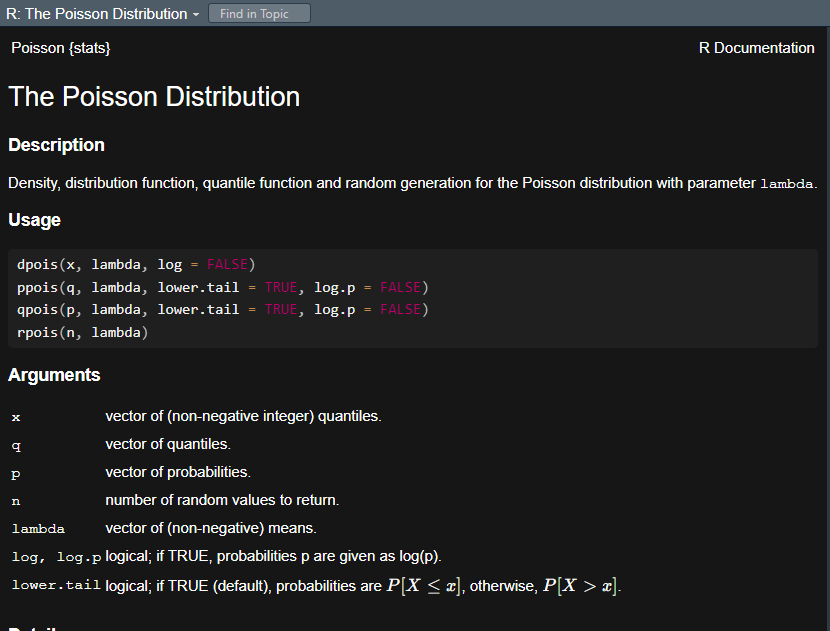 R: The Poisson Distribution
Find in Topic
Poisson {stats}
R Documentation
The Poisson Distribution
Description
Density, distribution function, quantile function and random generation for the Poisson distribution with parameter lambda.
Usage
dpois(x, lambda, log = FALSE)
ppois(q, lambda, lower.tail = TRUE, log.p = FALSE)
qpois(p, lambda, lower.tail = TRUE, log.p = FALSE)
rpois(n, lambda)
Arguments
x vector of (non-negative integer) quantiles.
q vector of quantiles.
p vector of probabilities.
n number of random values to return.
lambda vector of (non-negative) means.
log, log.p logical; if TRUE, probabilities p are given as log(p).
lower.tail logical; if TRUE (default), probabilities are P[X ≤ x], otherwise, P[X > x].